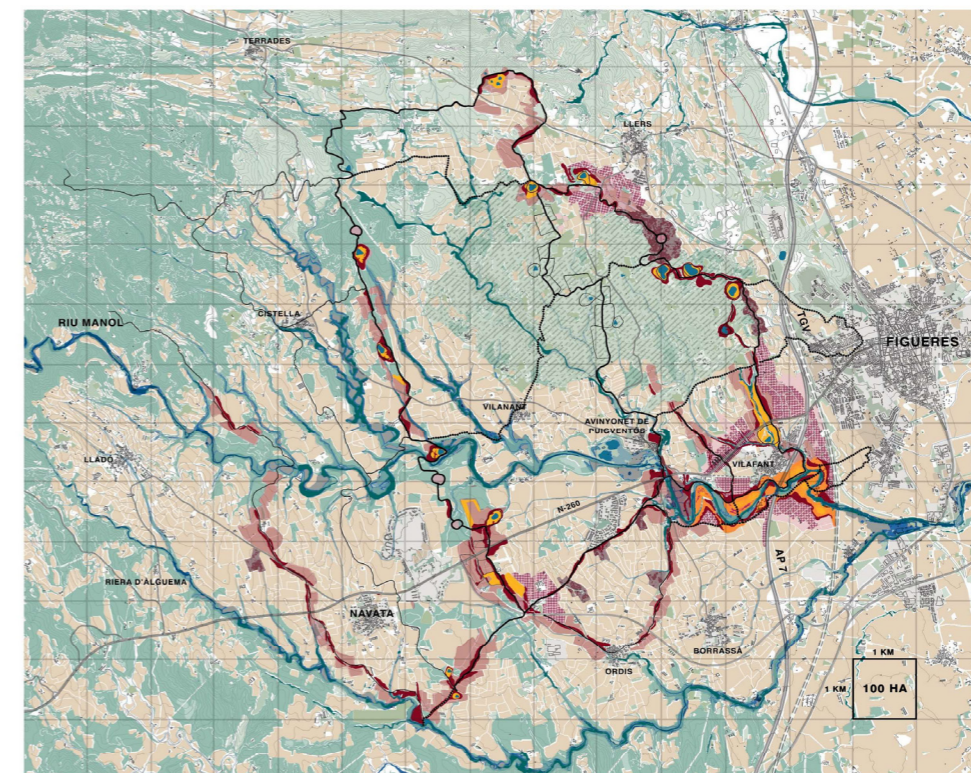 TERRADES
LLERS
CISTELLA
RIU MANOL
TGV
FIGUERES
VILANANT
AVINYONET DE
PUIGVENTÓS
LLADÓ
VILAFANT
N-260
RIERA D'ÀLGUEMA
AP 7
NAVATA
BORRASSÀ
ORDIS
1 KM
1 KM
100 HA